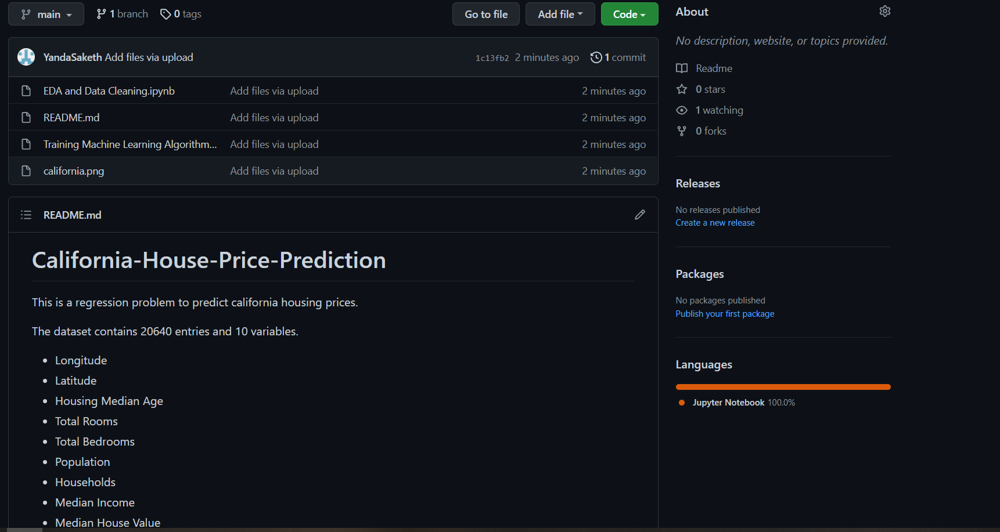 main
1 branch
0 tags
Go to file
Add file
Code
YandaSaketh Add files via upload
1c13fb2 2 minutes ago
1 commit
EDA and Data Cleaning.ipynb Add files via upload 2 minutes ago
README.md Add files via upload 2 minutes ago
Training Machine Learning Algorithm... Add files via upload 2 minutes ago
california.png Add files via upload 2 minutes ago
README.md
California-House-Price-Prediction
This is a regression problem to predict california housing prices.
The dataset contains 20640 entries and 10 variables.
Longitude
Latitude
Housing Median Age
Total Rooms
Total Bedrooms
Population
Households
Median Income
Median House Value
About
No description, website, or topics provided.
Readme
0 stars
1 watching
0 forks
Releases
No releases published
Create a new release
Packages
No packages published
Publish your first package
Languages
Jupyter Notebook 100.0%